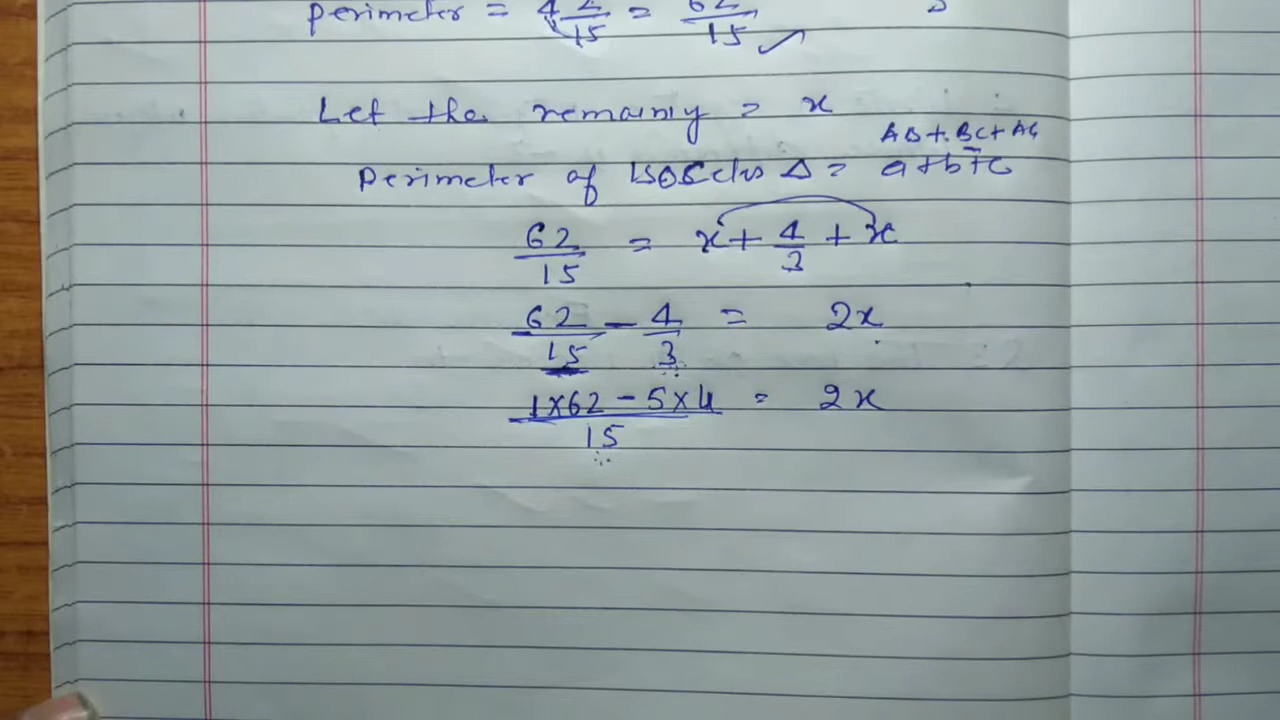 Perimeter = 4 2/15 = 62/15 ✓
Let the remainy = x
AB + BC + AC
Perimeter of isosceles Δ = a+b+c
62/15 = x + 4/3 + x
62/15 - 4/3 = 2x
1×62 - 5×4 / 15 = 2x